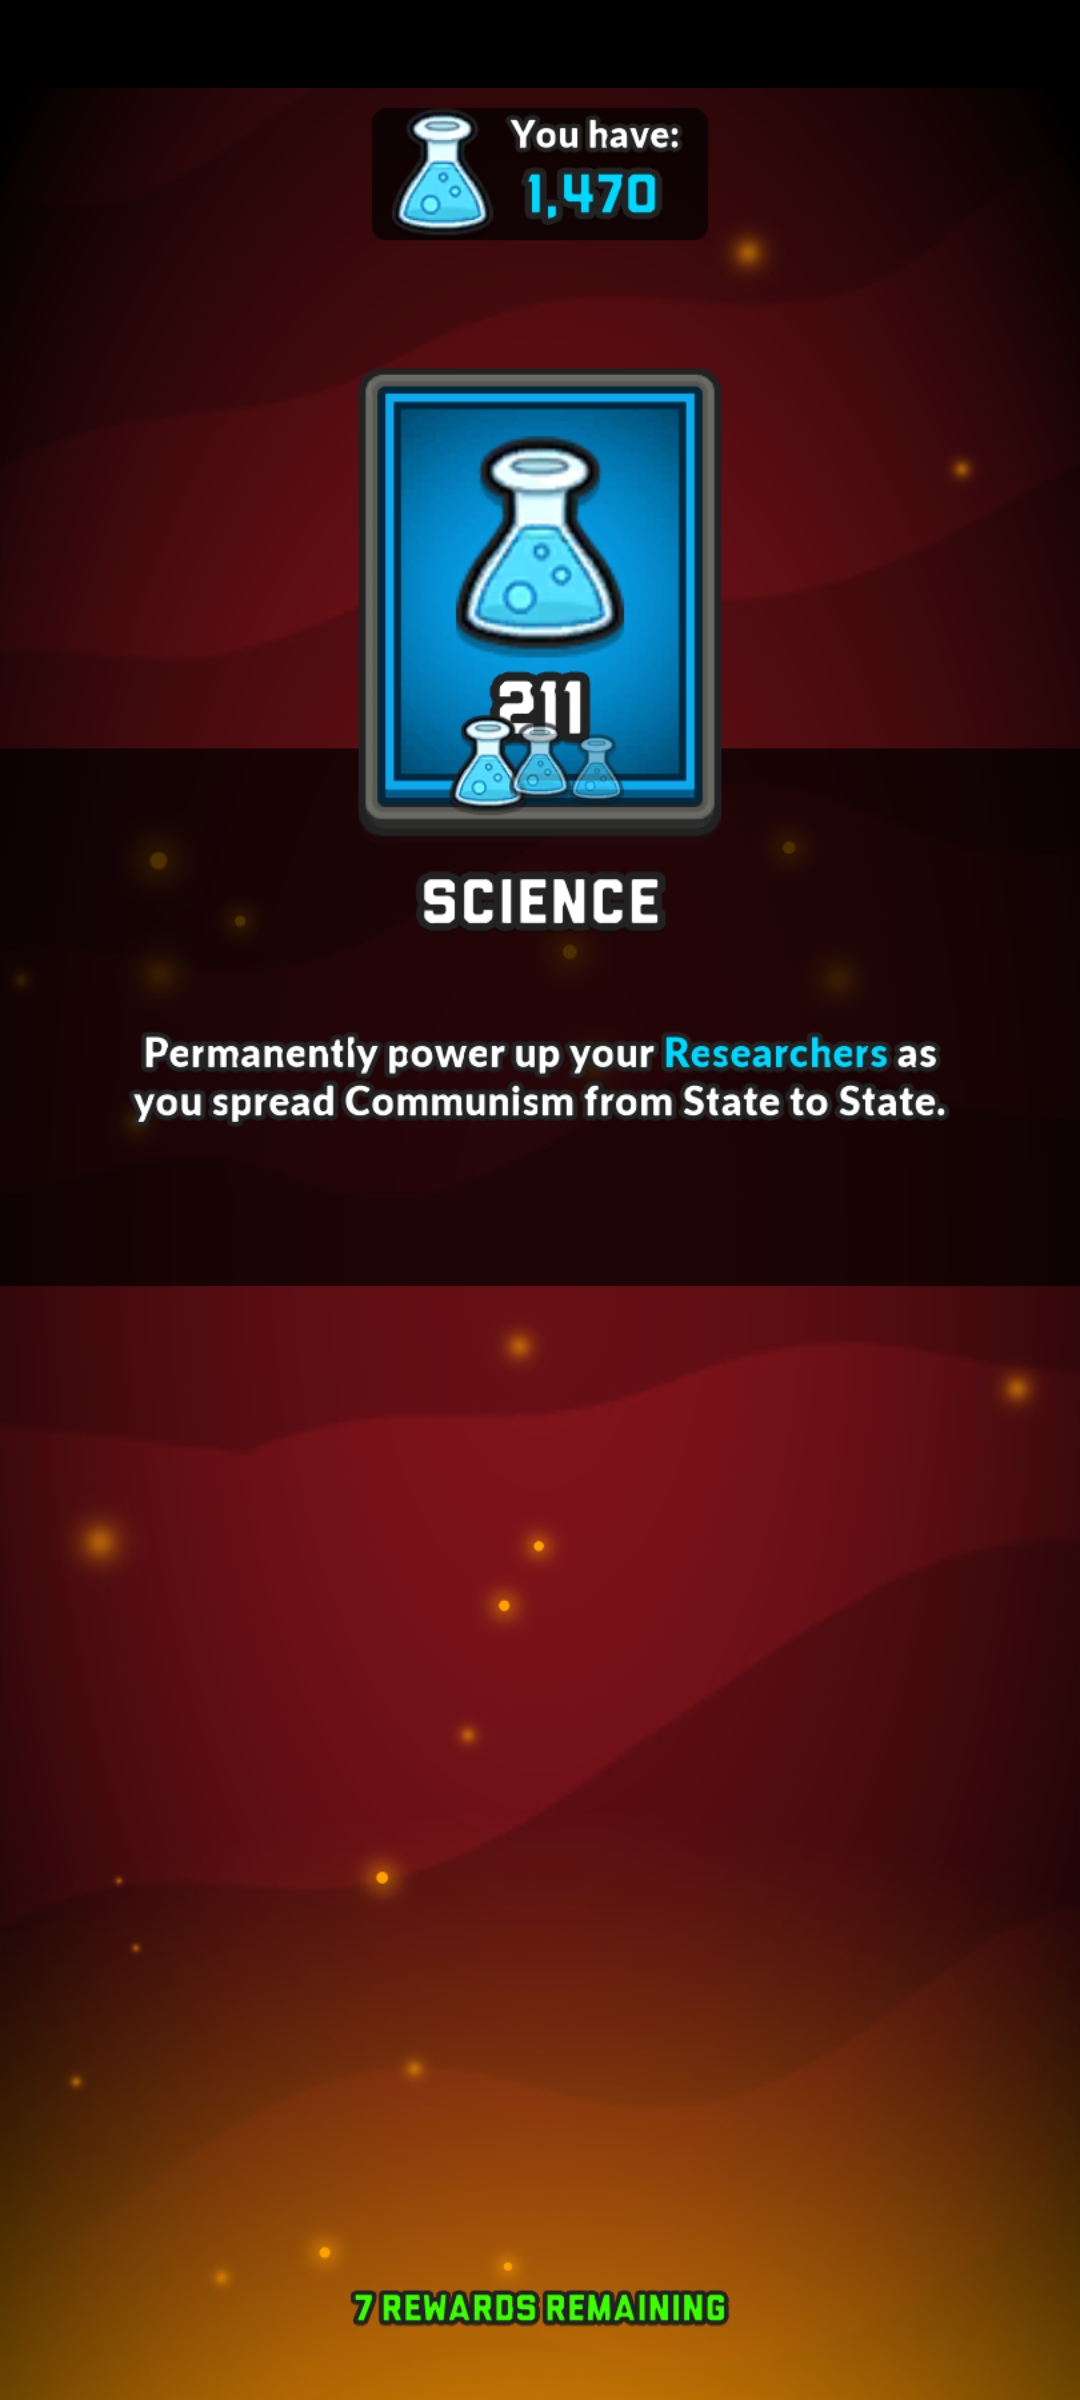 You have:
1,470
211
SCIENCE
Permanently power up your Researchers as
you spread Communism from State to State.
7 REWARDS REMAINING